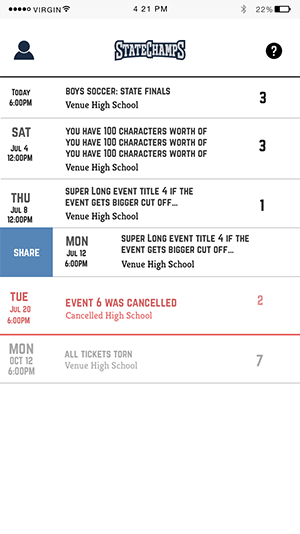 VIRGIN 4 21 PM 22%
STATECHAMPS
?
TODAY
6:00PM
BOYS SOCCER: STATE FINALS
Venue High School
3
SAT
JUL 4
12:00PM
YOU HAVE 100 CHARACTERS WORTH OF
YOU HAVE 100 CHARACTERS WORTH OF
YOU HAVE 100 CHARACTERS WORTH OF
Venue High School
3
THU
JUL 8
12:00PM
SUPER LONG EVENT TITLE 4 IF THE
EVENT GETS BIGGER CUT OFF...
Venue High School
1
SHARE
MON
JUL 12
6:00PM
SUPER LONG EVENT TITLE 4 IF THE
EVENT GETS BIGGER CUT OFF...
Venue High School
TUE
JUL 20
6:00PM
EVENT 6 WAS CANCELLED
Cancelled High School
2
MON
OCT 12
6:00PM
ALL TICKETS TORN
Venue High School
7